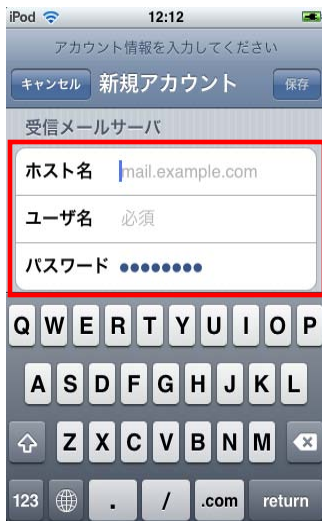 iPod 12:12
アカウント情報を入力してください
キャンセル 新規アカウント 保存
受信メールサーバ
ホスト名 mail.example.com
ユーザ名 必須
パスワード ●●●●●●●●
Q W E R T Y U I O P
A S D F G H J K L
Z X C V B N M
123 . / .com return